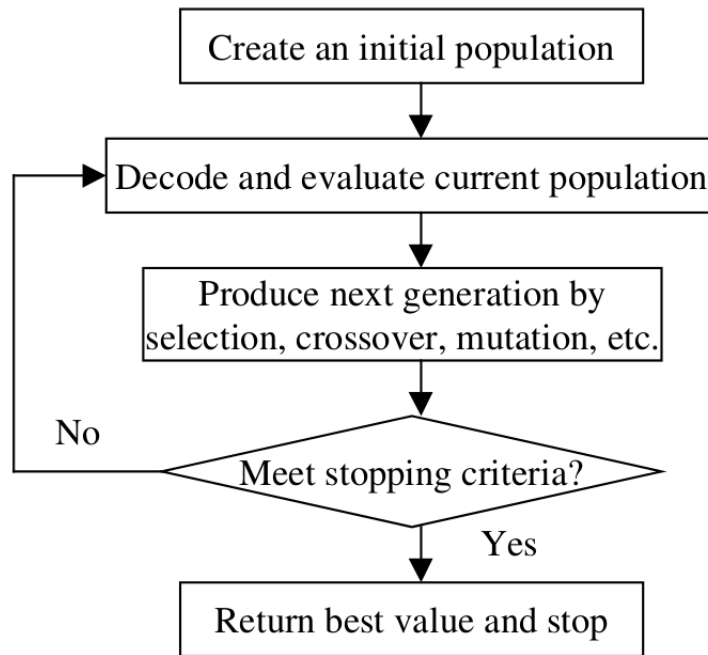 Create an initial population
Decode and evaluate current population
Produce next generation by
selection, crossover, mutation, etc.
No
Meet stopping criteria?
Yes
Return best value and stop